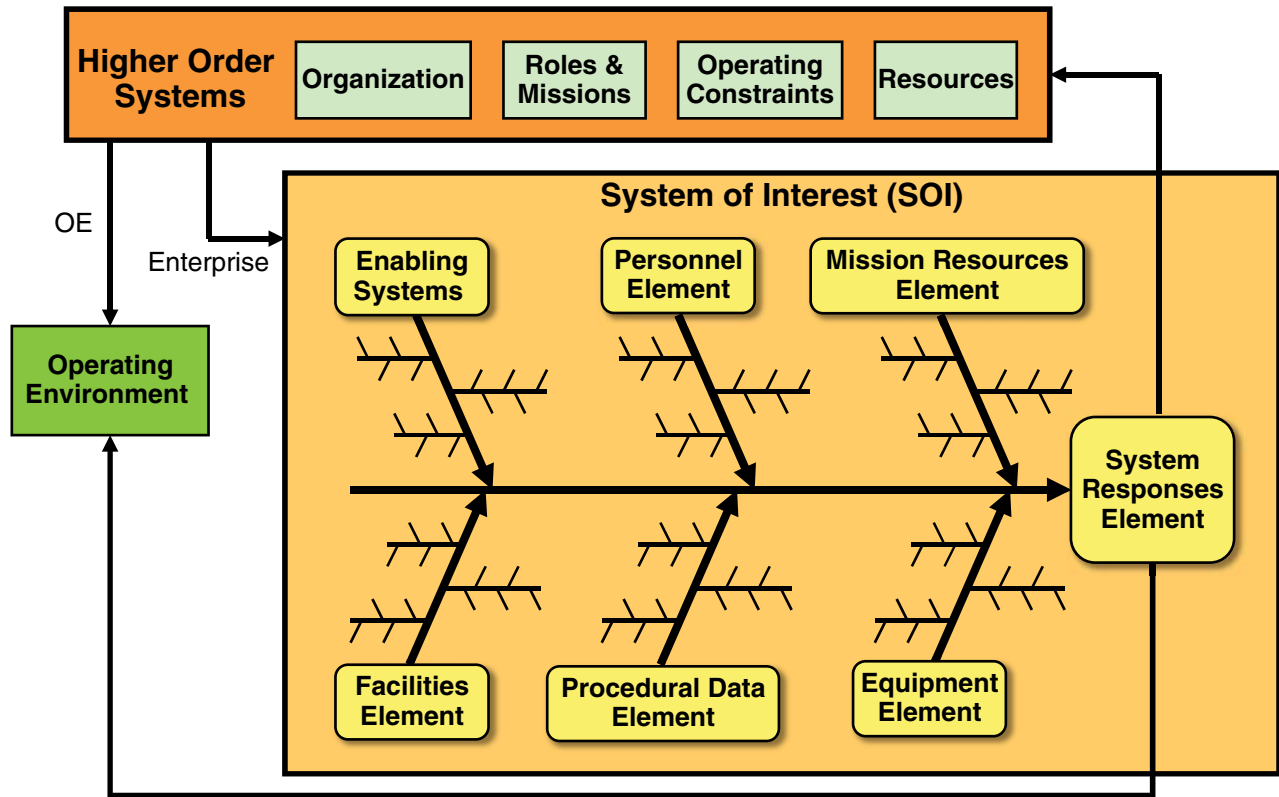 Higher Order
Systems
Organization
Roles &
Missions
Operating
Constraints
Resources
OE
Enterprise
System of Interest (SOI)
Enabling
Systems
Personnel
Element
Mission Resources
Element
Operating
Environment
System
Responses
Element
Facilities
Element
Procedural Data
Element
Equipment
Element